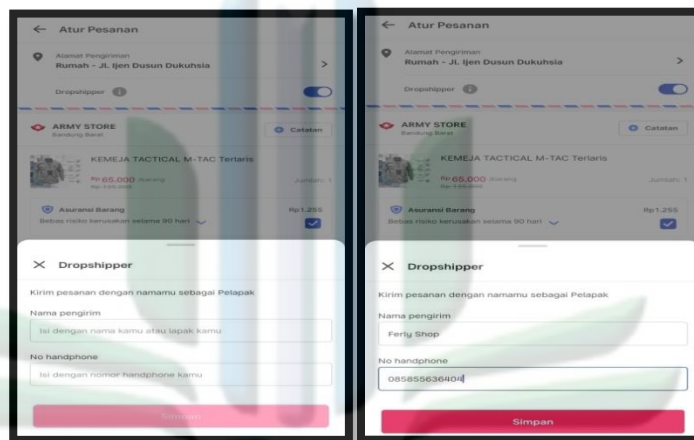 Atur Pesanan
Alamat Pengiriman
Rumah - Jl. Ijen Dusun Dukuhsia
Dropshipper
ARMY STORE
Bandung Barat
Catatan
KEMEJA TACTICAL M-TAC Terlaris
Rp65.000 /barang
Jumlah: 1
Asuransi Barang
Rp1.255
Bebas risiko kerusakan selama 90 hari
Dropshipper
Kirim pesanan dengan namamu sebagai Pelapak
Nama pengirim
Isi dengan nama kamu atau lapak kamu
No handphone
Isi dengan nomor handphone kamu
Simpan
Atur Pesanan
Alamat Pengiriman
Rumah - Jl. Ijen Dusun Dukuhsia
Dropshipper
ARMY STORE
Bandung Barat
Catatan
KEMEJA TACTICAL M-TAC Terlaris
Rp65.000 /barang
Jumlah: 1
Asuransi Barang
Rp1.255
Bebas risiko kerusakan selama 90 hari
Dropshipper
Kirim pesanan dengan namamu sebagai Pelapak
Nama pengirim
Ferly Shop
No handphone
085855636404
Simpan